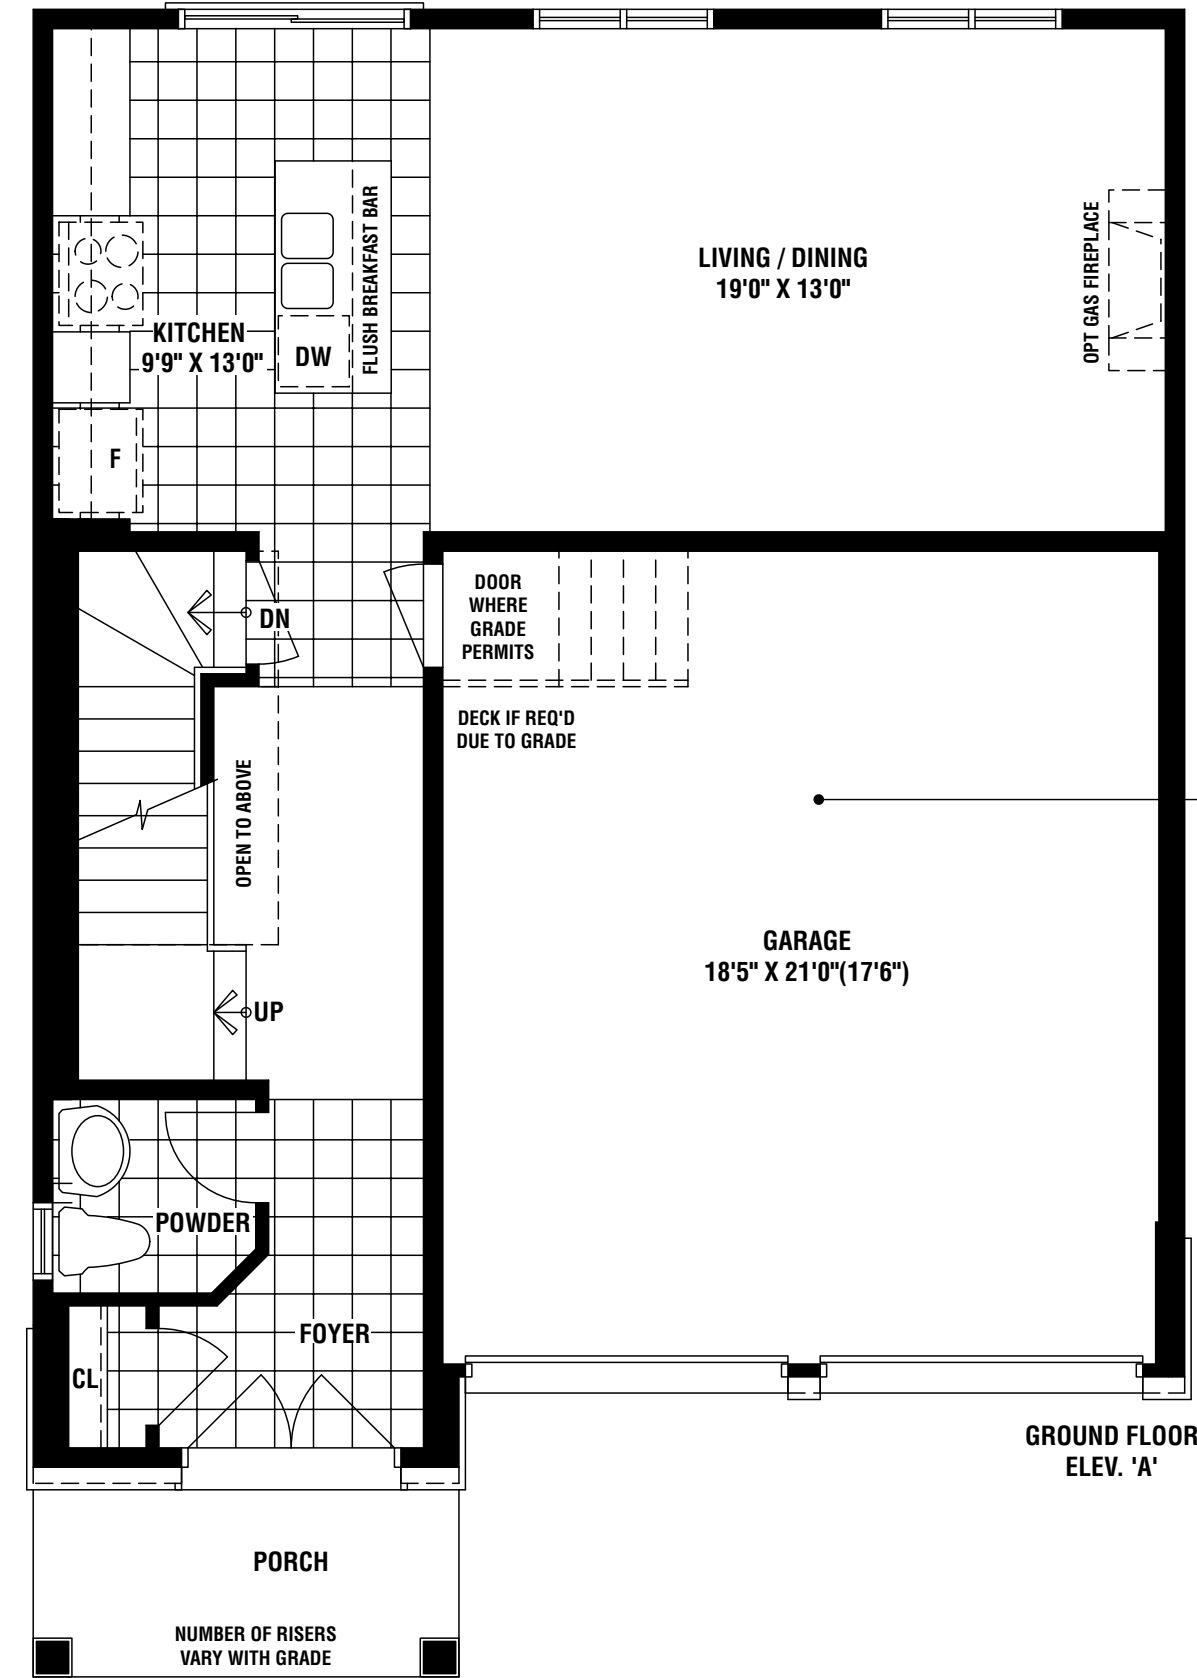 LIVING / DINING
19'0" X 13'0"
OPT GAS FIREPLACE
FLUSH BREAKFAST BAR
KITCHEN
9'9" X 13'0"
DW
F
DN
DOOR
WHERE
GRADE
PERMITS
DECK IF REQ'D
DUE TO GRADE
OPEN TO ABOVE
GARAGE
18'5" X 21'0"(17'6")
UP
POWDER
FOYER
CL
GROUND FLOOR
ELEV. 'A'
PORCH
NUMBER OF RISERS
VARY WITH GRADE